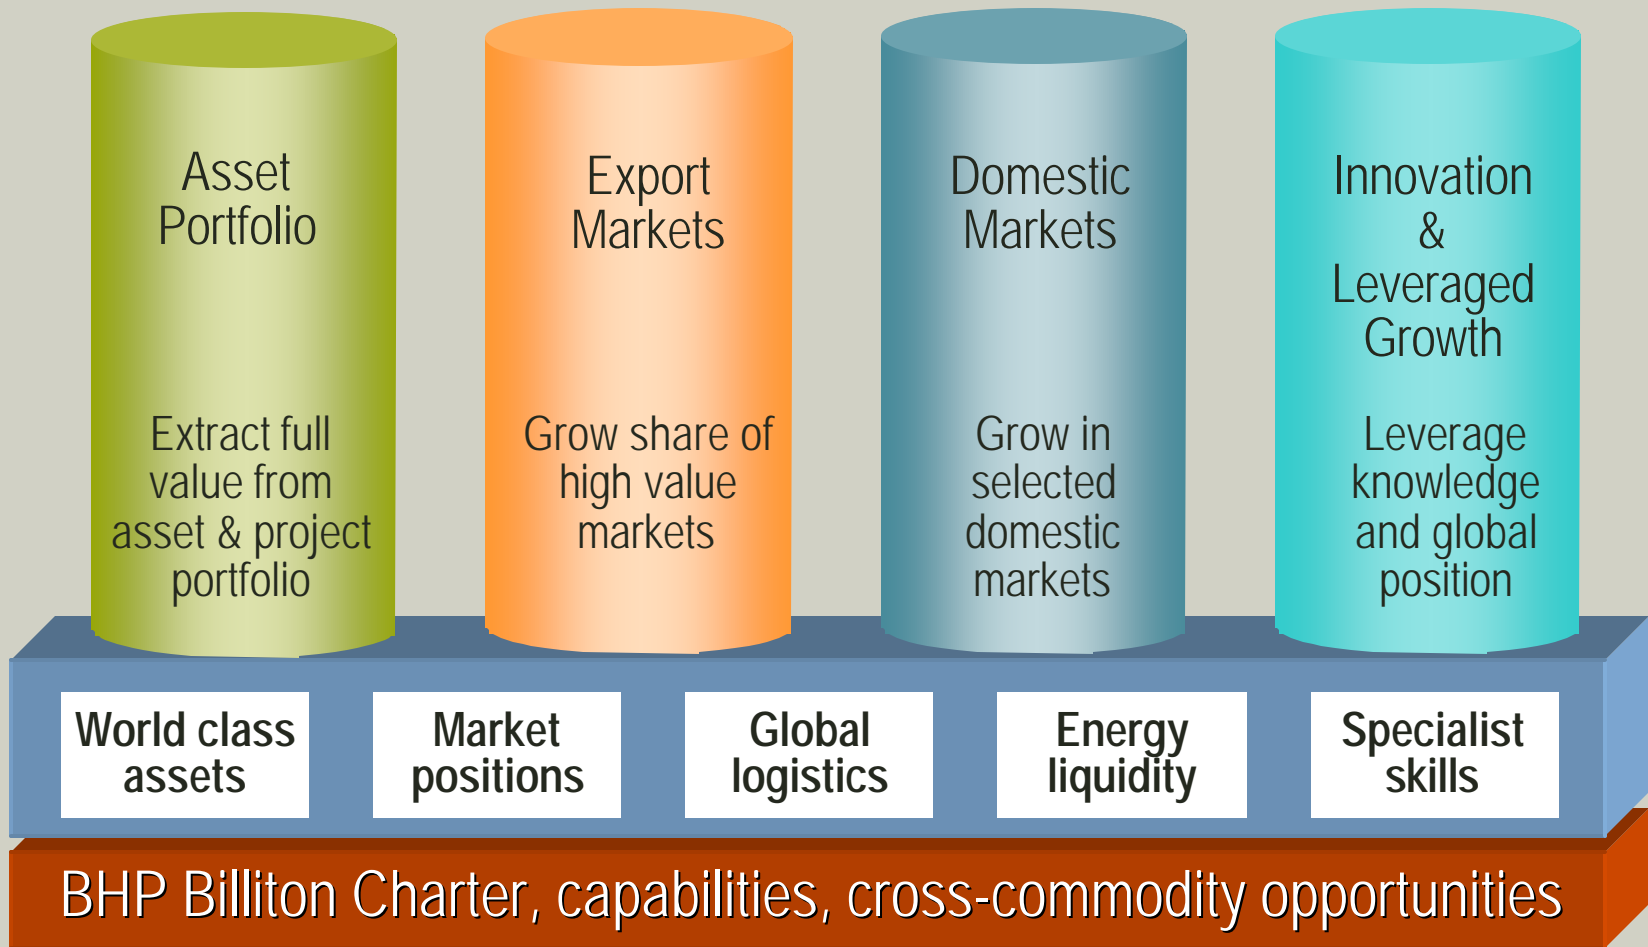 Asset
Portfolio
Extract full
value from
asset & project
portfolio
Export
Markets
Grow share of
high value
markets
Domestic
Markets
Grow in
selected
domestic
markets
Innovation
&
Leveraged
Growth
Leverage
knowledge
and global
position
World class
assets
Market
positions
Global
logistics
Energy
liquidity
Specialist
skills
BHP Billiton Charter, capabilities, cross-commodity opportunities